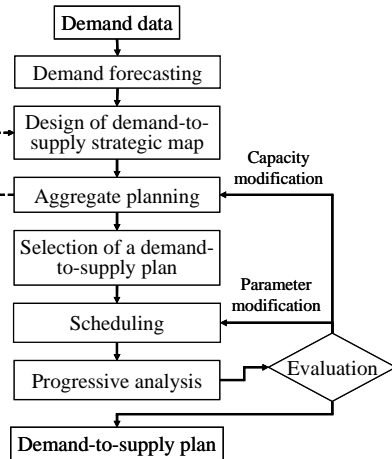 Demand data
Demand forecasting
Design of demand-to-
supply strategic map
Capacity
modification
Aggregate planning
Selection of a demand-
to-supply plan
Parameter
modification
Scheduling
Evaluation
Progressive analysis
Demand-to-supply plan